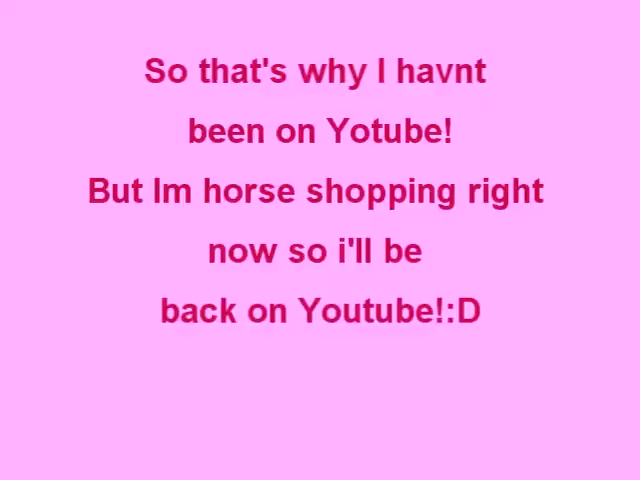 So that's why I havnt
been on Yotube!
But Im horse shopping right
now so i'll be
back on Youtube!:D